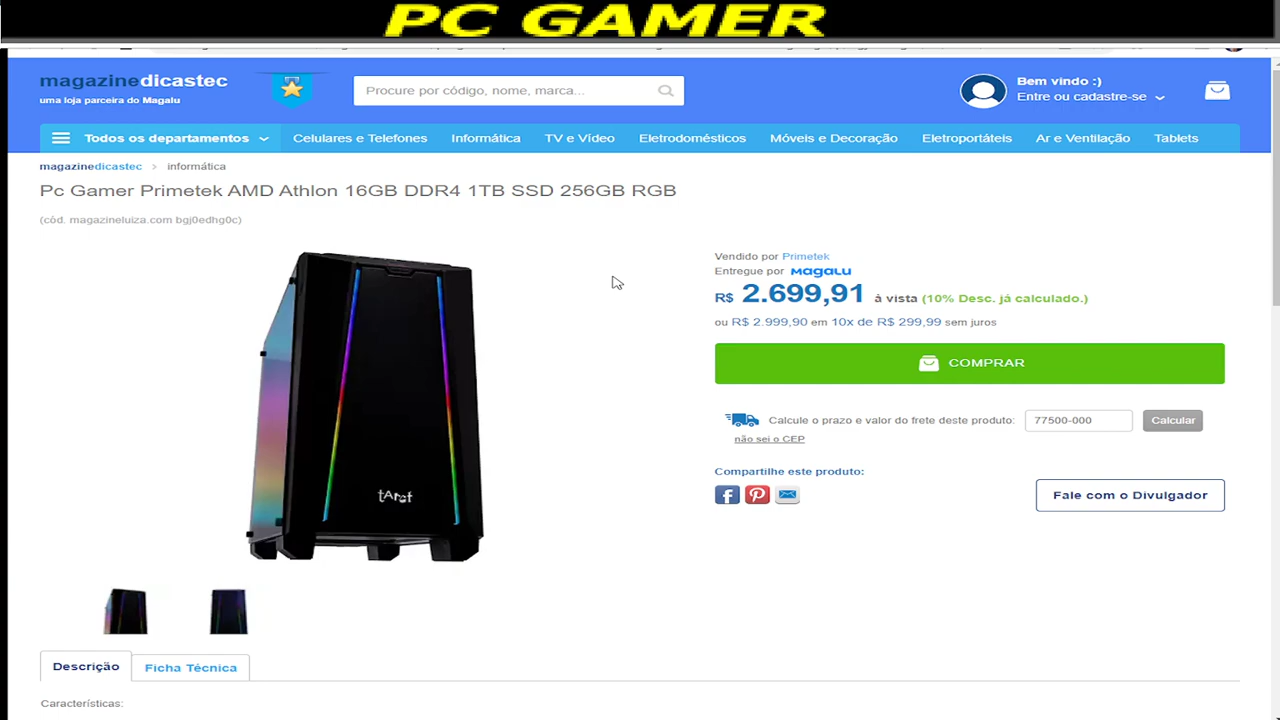 PC GAMER
magazinedicastec
uma loja parceira do Magalu
Procure por código, nome, marca...
Bem vindo :)
Entre ou cadastre-se
Todos os departamentos
Celulares e Telefones
Informática
TV e Vídeo
Eletrodomésticos
Móveis e Decoração
Eletroportáteis
Ar e Ventilação
Tablets
magazinedicastec > informática
Pc Gamer Primetek AMD Athlon 16GB DDR4 1TB SSD 256GB RGB
(cód. magazineluiza.com bgj0edhg0c)
Vendido por Primetek
Entregue por Magalu
R$ 2.699,91 à vista (10% Desc. já calculado.)
ou R$ 2.999,90 em 10x de R$ 299,99 sem juros
COMPRAR
Calcule o prazo e valor do frete deste produto: 77500-000 Calcular
não sei o CEP
Compartilhe este produto:
Fale com o Divulgador
Descrição
Ficha Técnica
Características: